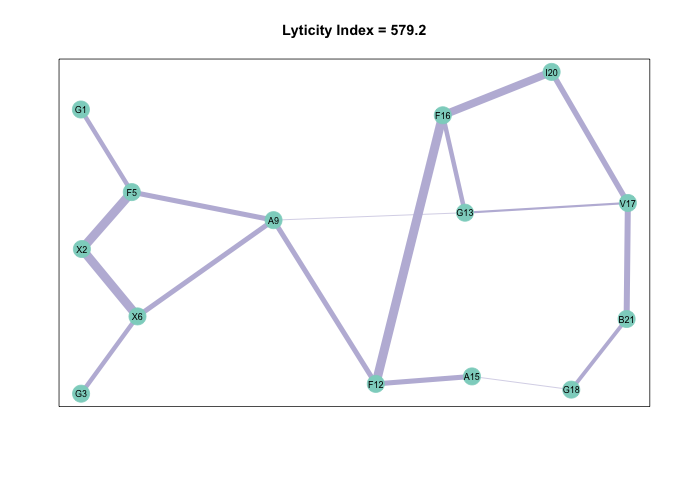 Lyticity Index = 579.2
I20
G1
F16
F5
V17
G13
A9
X2
X6
B21
A15
F12
G18
G3